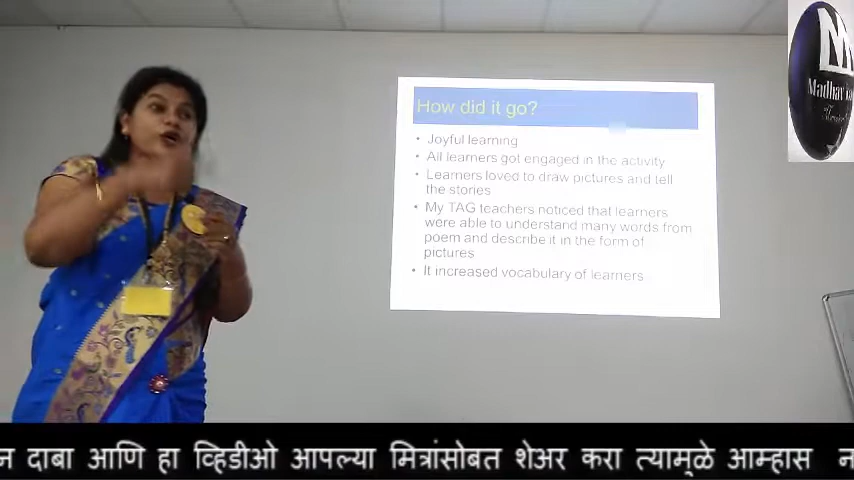 How did it go?
• Joyful learning
• All learners got engaged in the activity
• Learners loved to draw pictures and tell
the stories
• My TAG teachers noticed that learners
were able to understand many words from
poem and describe it in the form of
pictures
• It increased vocabulary of learners
M
Madhav
दाबा आणि हा व्हिडीओ आपल्या मित्रांसोबत शेअर करा त्यामुळे आम्हास